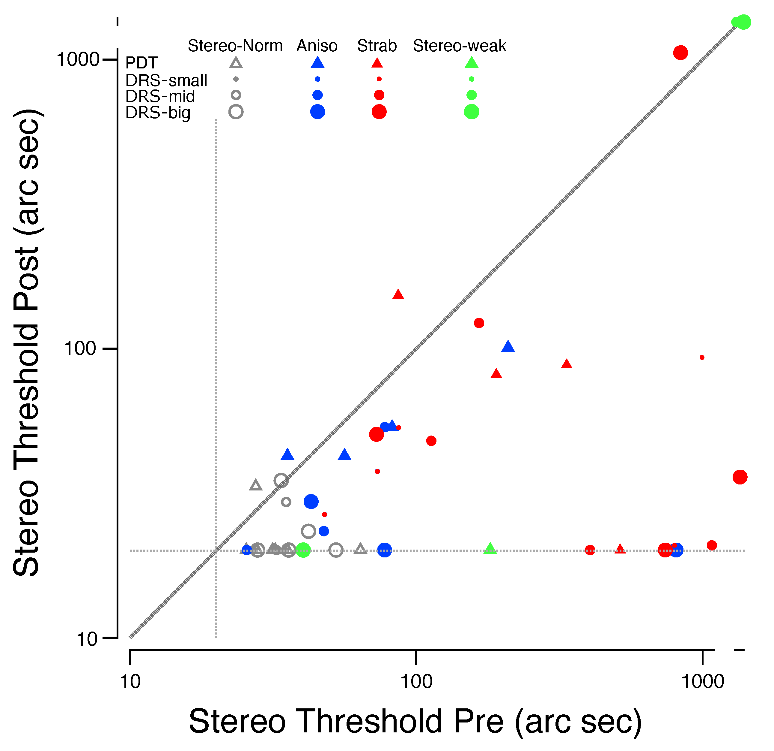 Stereo-Norm Aniso Strab Stereo-weak
PDT
DRS-small
DRS-mid
DRS-big
1000
100
10
Stereo Threshold Post (arc sec)
10 100 1000
Stereo Threshold Pre (arc sec)